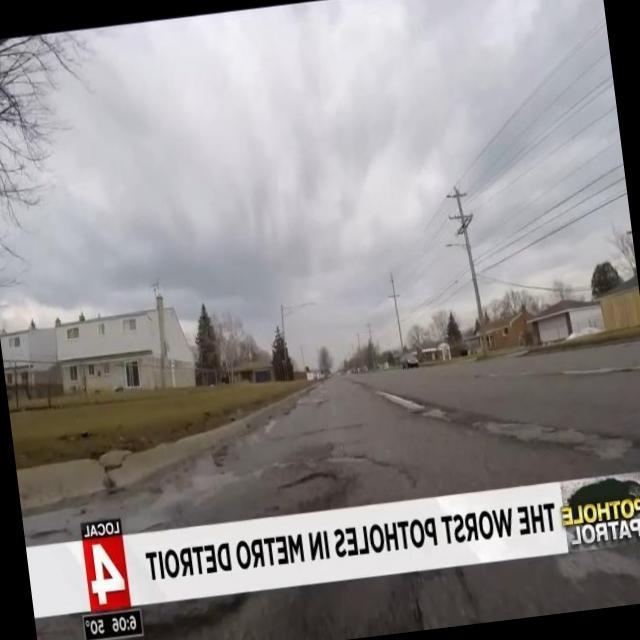 POTHOLE
PATROL
THE WORST POTHOLES IN METRO DETROIT
LOCAL
4
6:06 50°